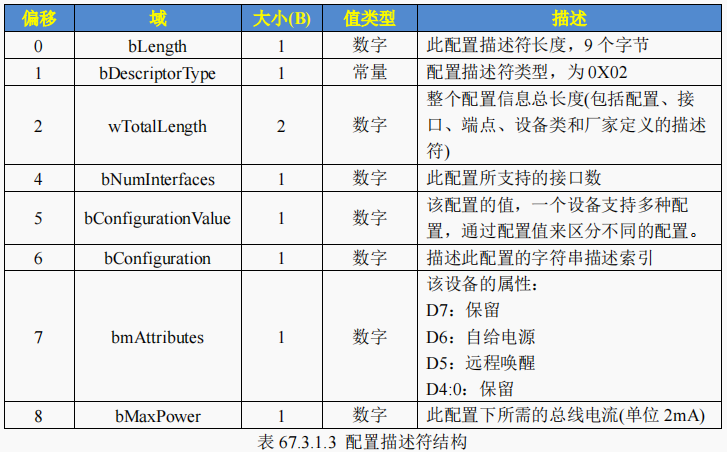 偏移 域 大小(B) 值类型 描述
0 bLength 1 数字 此配置描述符长度，9 个字节
1 bDescriptorType 1 常量 配置描述符类型，为 0X02
2 wTotalLength 2 数字 整个配置信息总长度(包括配置、接
口、端点、设备类和厂家定义的描述
符)
4 bNumInterfaces 1 数字 此配置所支持的接口数
5 bConfigurationValue 1 数字 该配置的值，一个设备支持多种配
置，通过配置值来区分不同的配置。
6 bConfiguration 1 数字 描述此配置的字符串描述索引
7 bmAttributes 1 数字 该设备的属性：
D7：保留
D6：自给电源
D5：远程唤醒
D4:0：保留
8 bMaxPower 1 数字 此配置下所需的总线电流(单位 2mA)
表 67.3.1.3 配置描述符结构